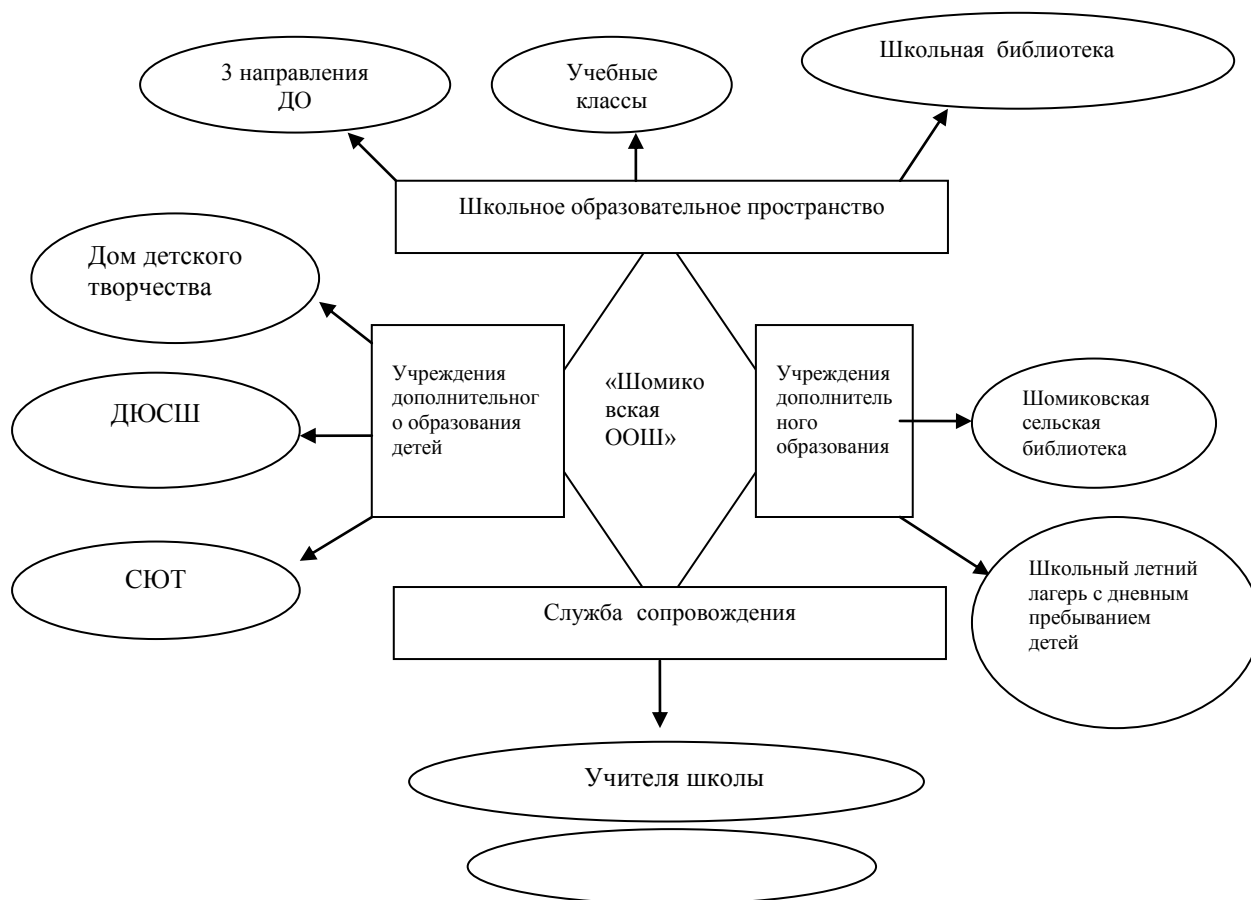 3 направления
ДО
Учебные
классы
Школьная библиотека
Школьное образовательное пространство
Дом детского
творчества
ДЮСШ
СЮТ
Учреждения
дополнительног
о образования
детей
«Шомико
вская
ООШ»
Учреждения
дополнитель
ного
образования
Шомиковская
сельская
библиотека
Школьный летний
лагерь с дневным
пребыванием
детей
Служба сопровождения
Учителя школы